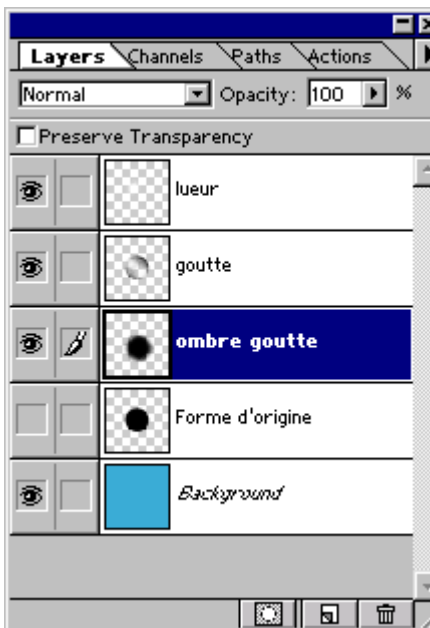 Layers Channels Paths Actions
Normal Opacity: 100 %
Preserve Transparency
lueur
goutte
ombre goutte
Forme d'origine
Background